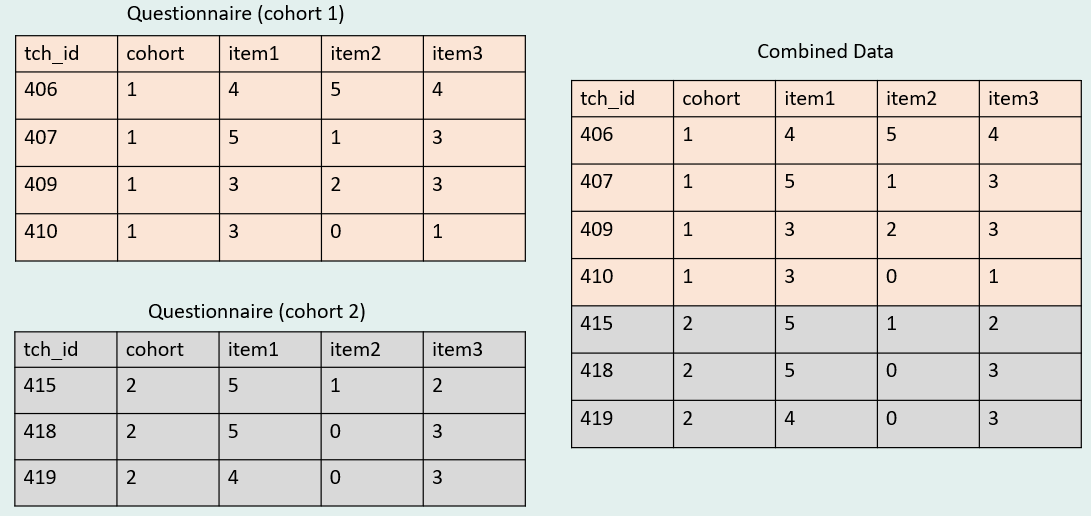 Questionnaire (cohort 1)
tch_id cohort item1 item2 item3
406 1 4 5 4
407 1 5 1 3
409 1 3 2 3
410 1 3 0 1
Questionnaire (cohort 2)
tch_id cohort item1 item2 item3
415 2 5 1 2
418 2 5 0 3
419 2 4 0 3
Combined Data
tch_id cohort item1 item2 item3
406 1 4 5 4
407 1 5 1 3
409 1 3 2 3
410 1 3 0 1
415 2 5 1 2
418 2 5 0 3
419 2 4 0 3